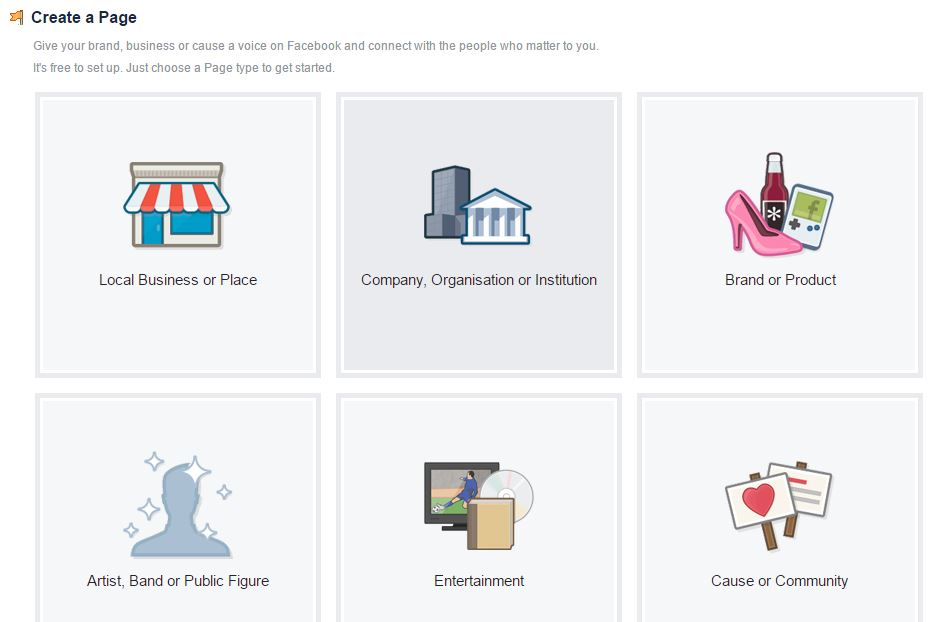 Create a Page
Give your brand, business or cause a voice on Facebook and connect with the people who matter to you.
It's free to set up. Just choose a Page type to get started.
Local Business or Place
Company, Organisation or Institution
Brand or Product
Artist, Band or Public Figure
Entertainment
Cause or Community